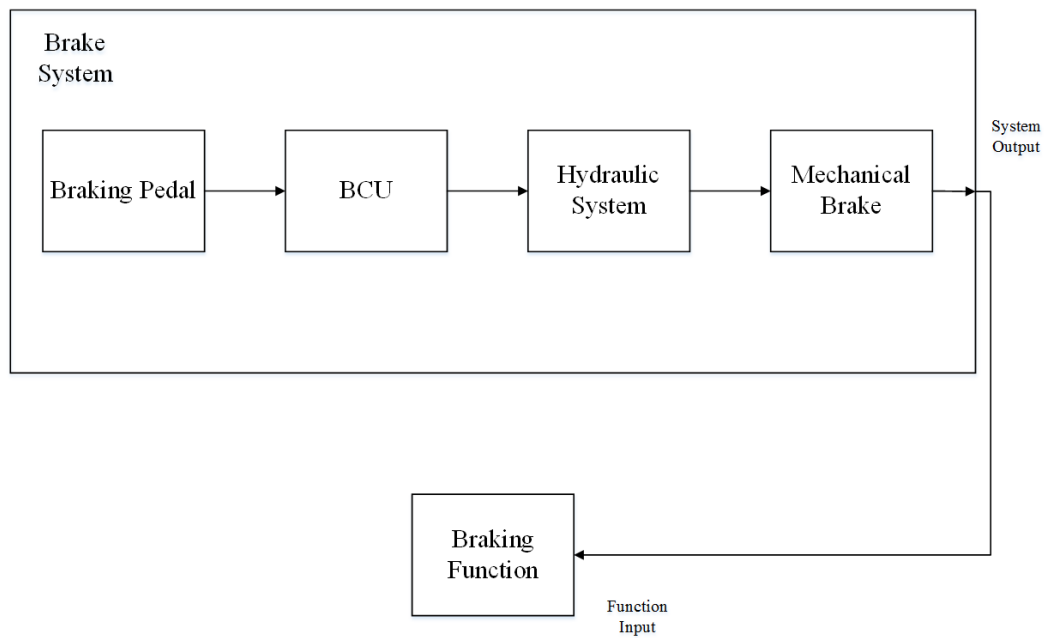 Brake
System
Braking Pedal
BCU
Hydraulic
System
Mechanical
Brake
System
Output
Braking
Function
Function
Input